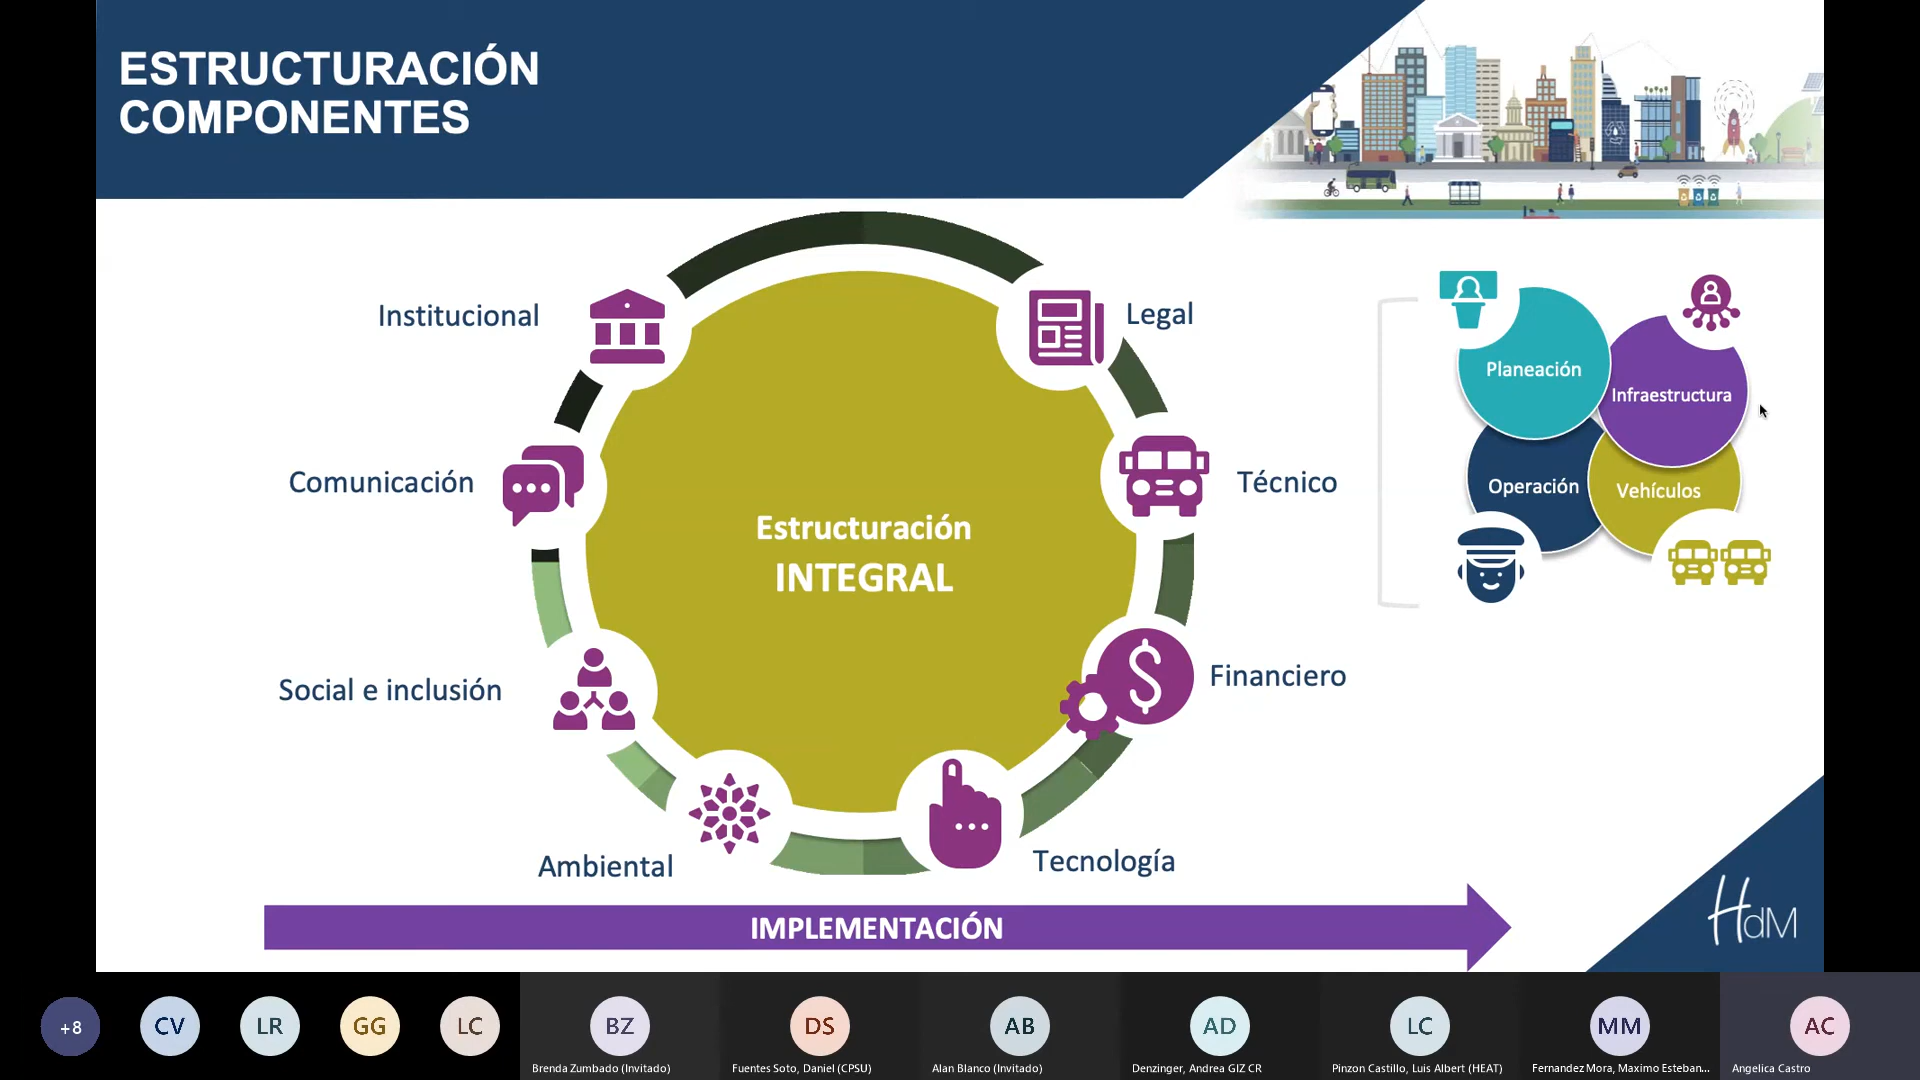 ESTRUCTURACIÓN
COMPONENTES
Institucional
Legal
Comunicación
Técnico
Estructuración
INTEGRAL
Social e inclusión
Financiero
Ambiental
Tecnología
Planeación
Infraestructura
Operación
Vehículos
IMPLEMENTACIÓN
HdM
+8
CV
LR
GG
LC
BZ
Brenda Zumbado (Invitado)
DS
Fuentes Soto, Daniel (CPSU)
AB
Alan Blanco (Invitado)
AD
Denzinger, Andrea GIZ CR
LC
Pinzon Castillo, Luis Albert (HEAT)
MM
Fernandez Mora, Maximo Esteban...
AC
Angelica Castro